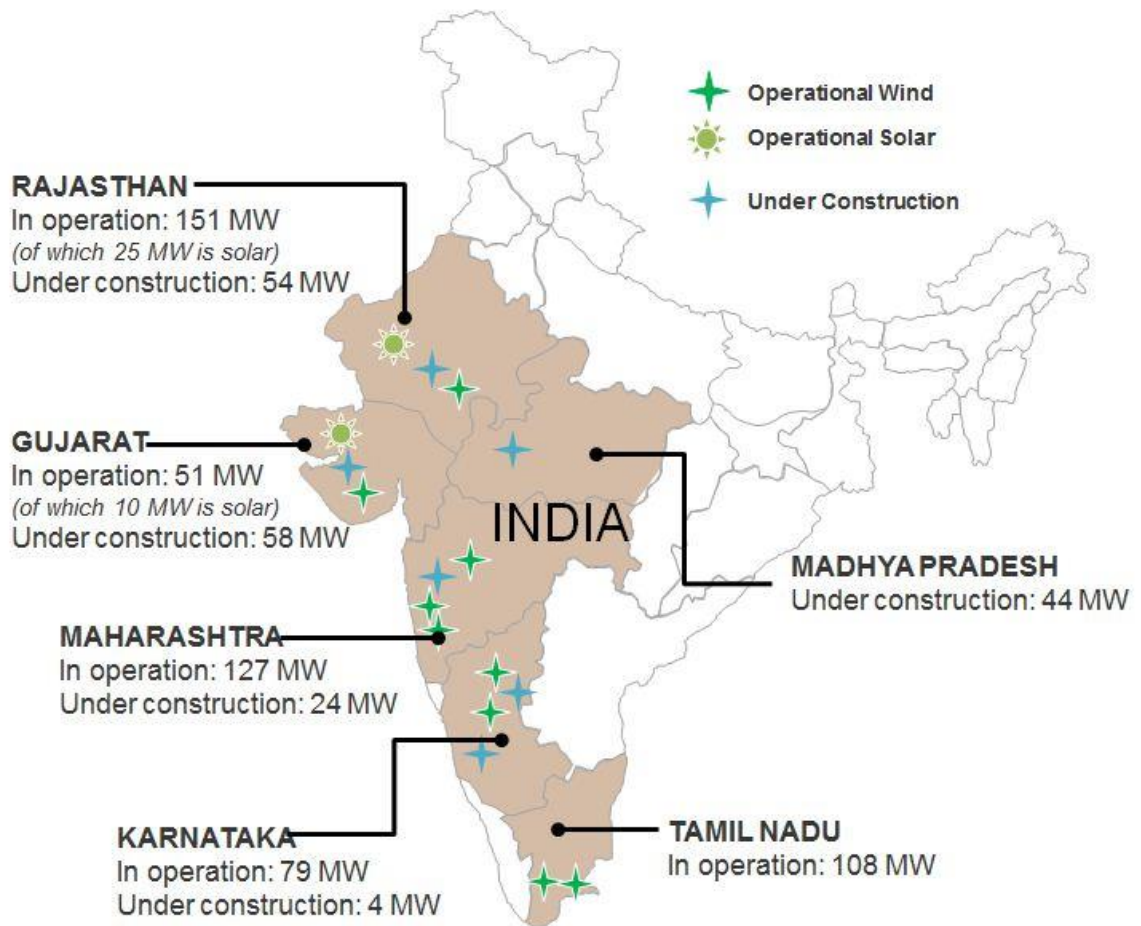 Operational Wind
Operational Solar
Under Construction
RAJASTHAN
In operation: 151 MW
(of which 25 MW is solar)
Under construction: 54 MW
GUJARAT
In operation: 51 MW
(of which 10 MW is solar)
Under construction: 58 MW
INDIA
MADHYA PRADESH
Under construction: 44 MW
MAHARASHTRA
In operation: 127 MW
Under construction: 24 MW
KARNATAKA
In operation: 79 MW
Under construction: 4 MW
TAMIL NADU
In operation: 108 MW